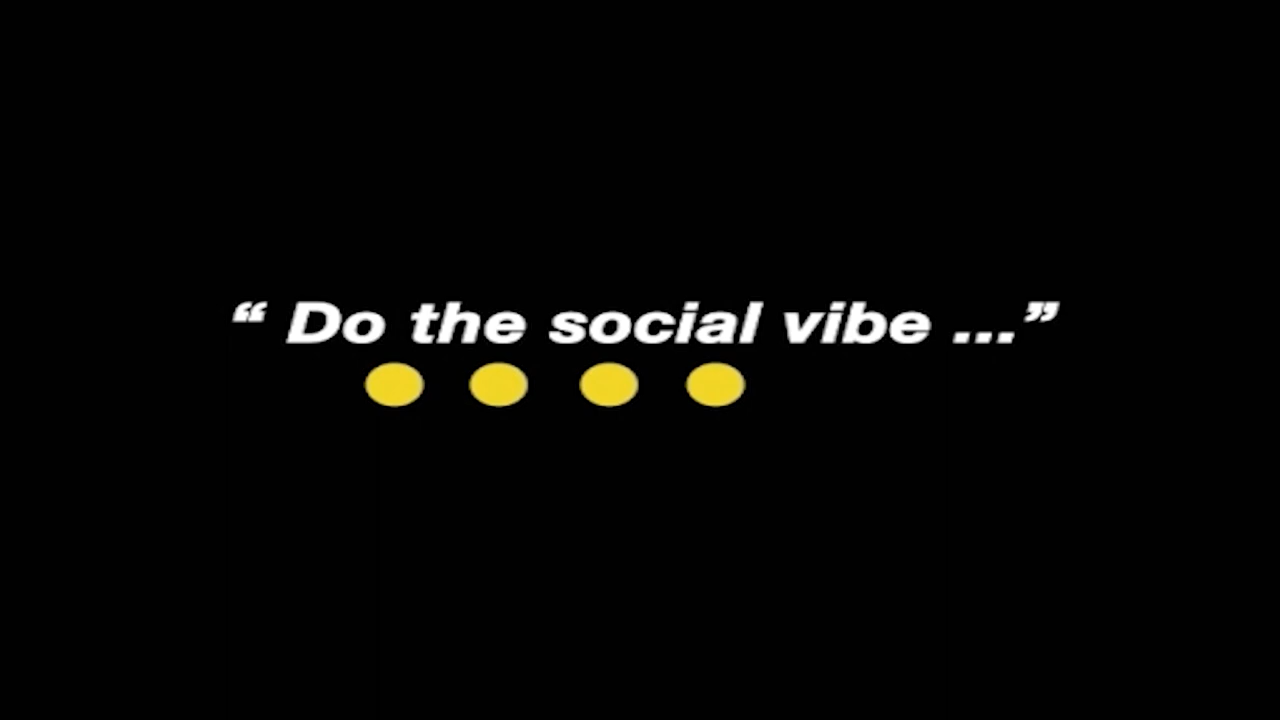 “ Do the social vibe ...”